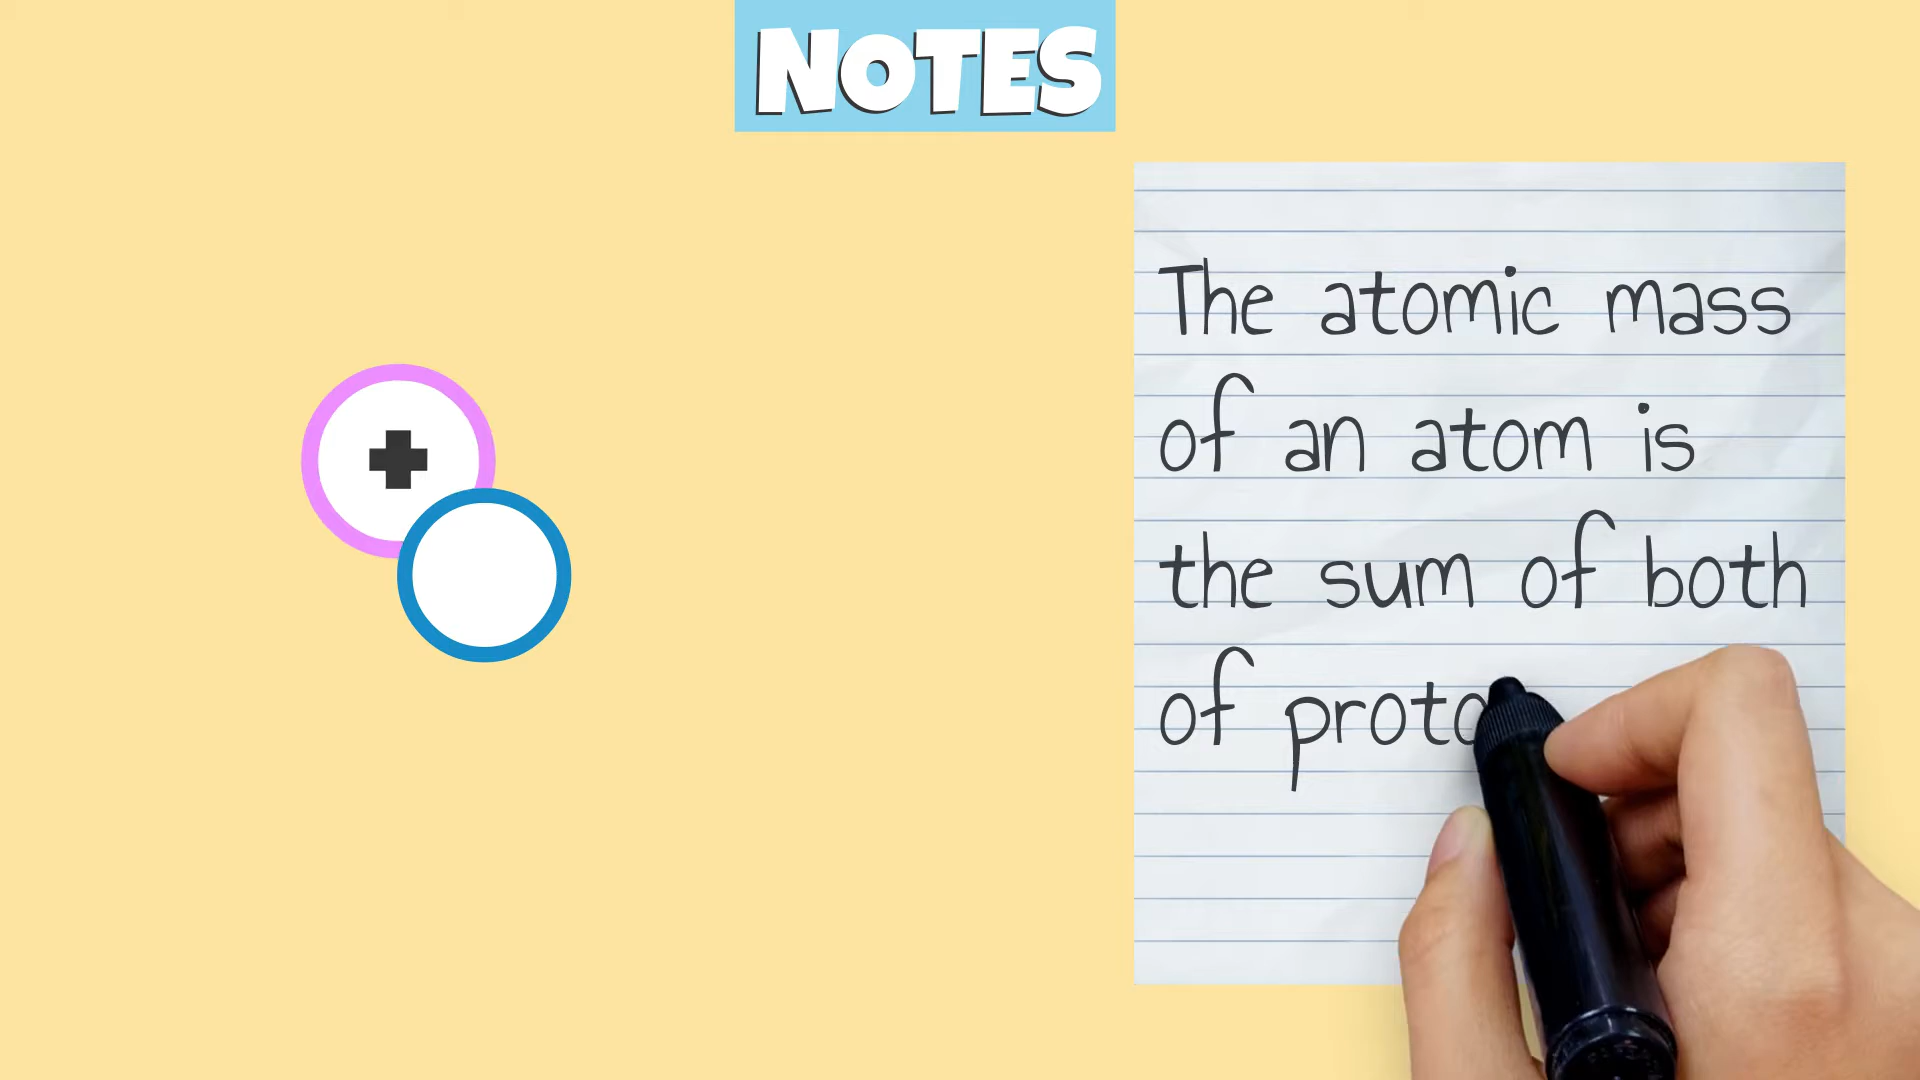 NOTES
The atomic mass
of an atom is
the sum of both
of proto